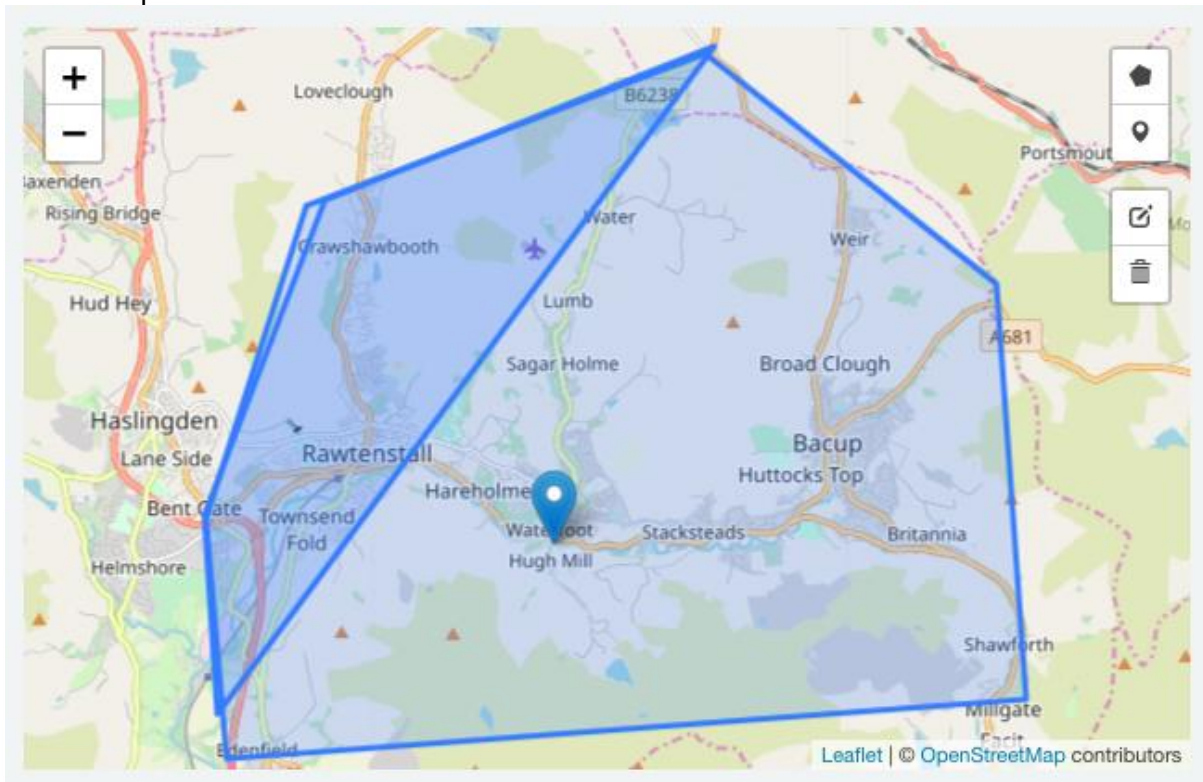 +
Loveclough
B6238
−
Portsmout
axenden
Rising Bridge
Water
Weir
Mo
Crawshawbooth
Hud Hey
Lumb
A681
Sagar Holme
Broad Clough
Haslingden
Rawtenstall
Bacup
Lane Side
Huttocks Top
Hareholme
Bent Gate
Townsend
Fold
Waterfoot
Stacksteads
Britannia
Hugh Mill
Helmshore
Shawforth
Millgate
Facit
Edenfield
Leaflet | © OpenStreetMap contributors